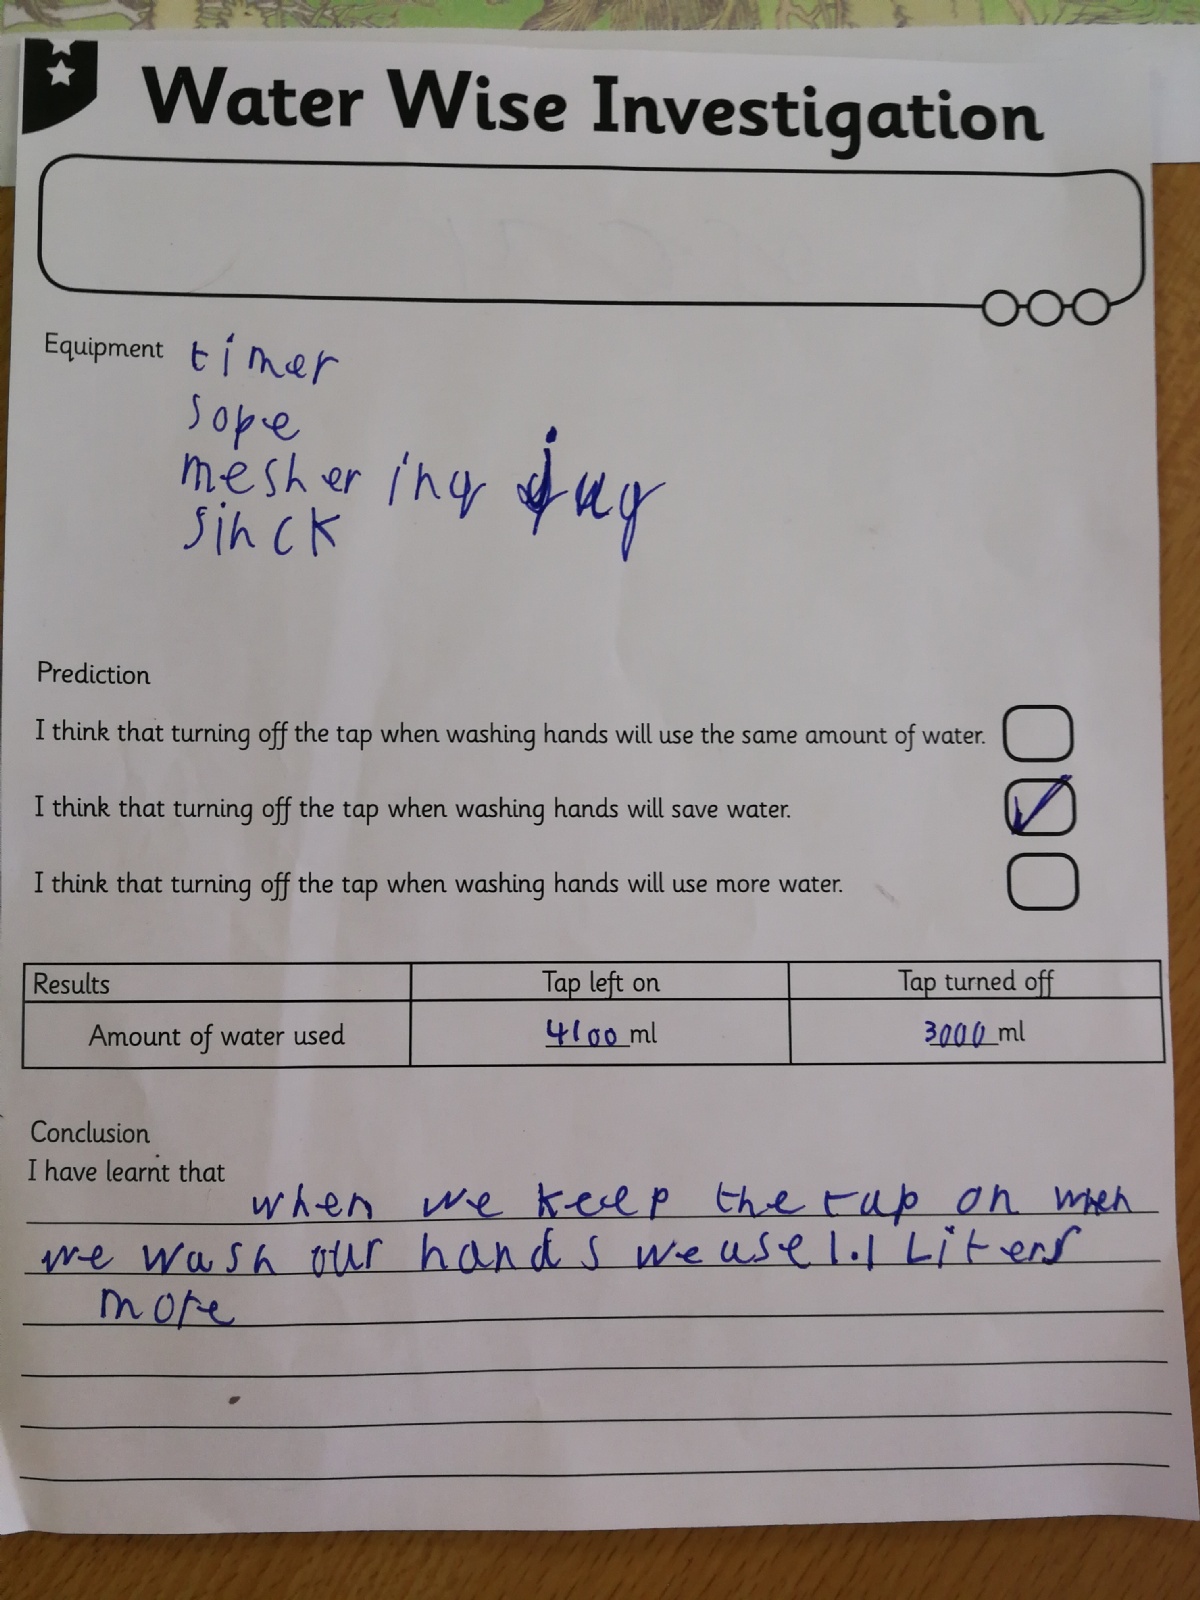 Water Wise Investigation
Equipment timer
sope
mesher ing jug
sinck
Prediction
I think that turning off the tap when washing hands will use the same amount of water.
I think that turning off the tap when washing hands will save water.
I think that turning off the tap when washing hands will use more water.
Results Tap left on Tap turned off
Amount of water used 4100 ml 3000 ml
Conclusion
I have learnt that
when we keep the tap on when
we wash our hands we use 1.1 Liters
more